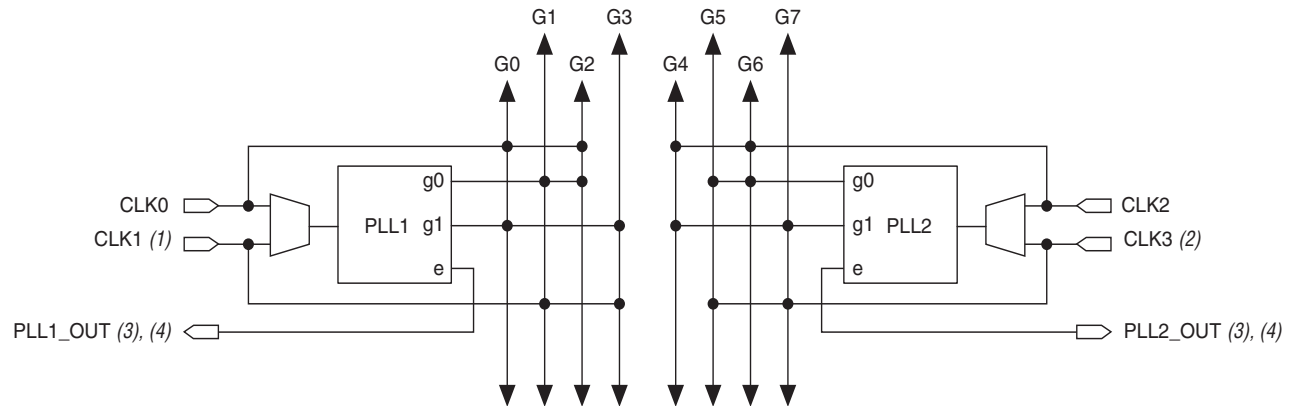 G1 G3 G5 G7
G0 G2 G4 G6
g0 g0
CLK0 CLK2
PLL1 g1 g1 PLL2
CLK1 (1) CLK3 (2)
e e
PLL1_OUT (3), (4) PLL2_OUT (3), (4)